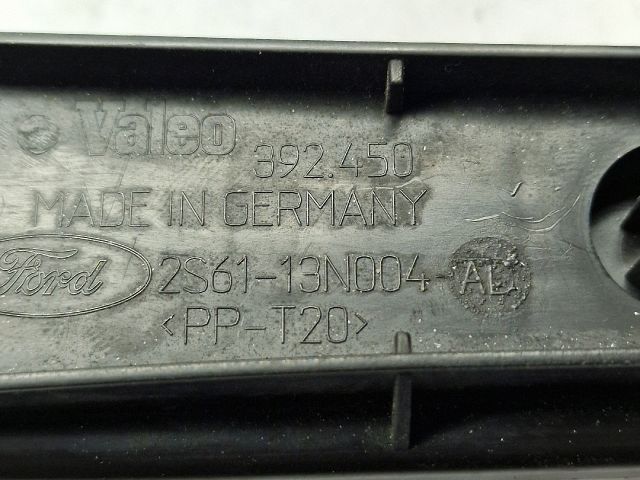 Valeo
392.450
MADE IN GERMANY
Ford 2S61-13N004-AL
<PP-T20>